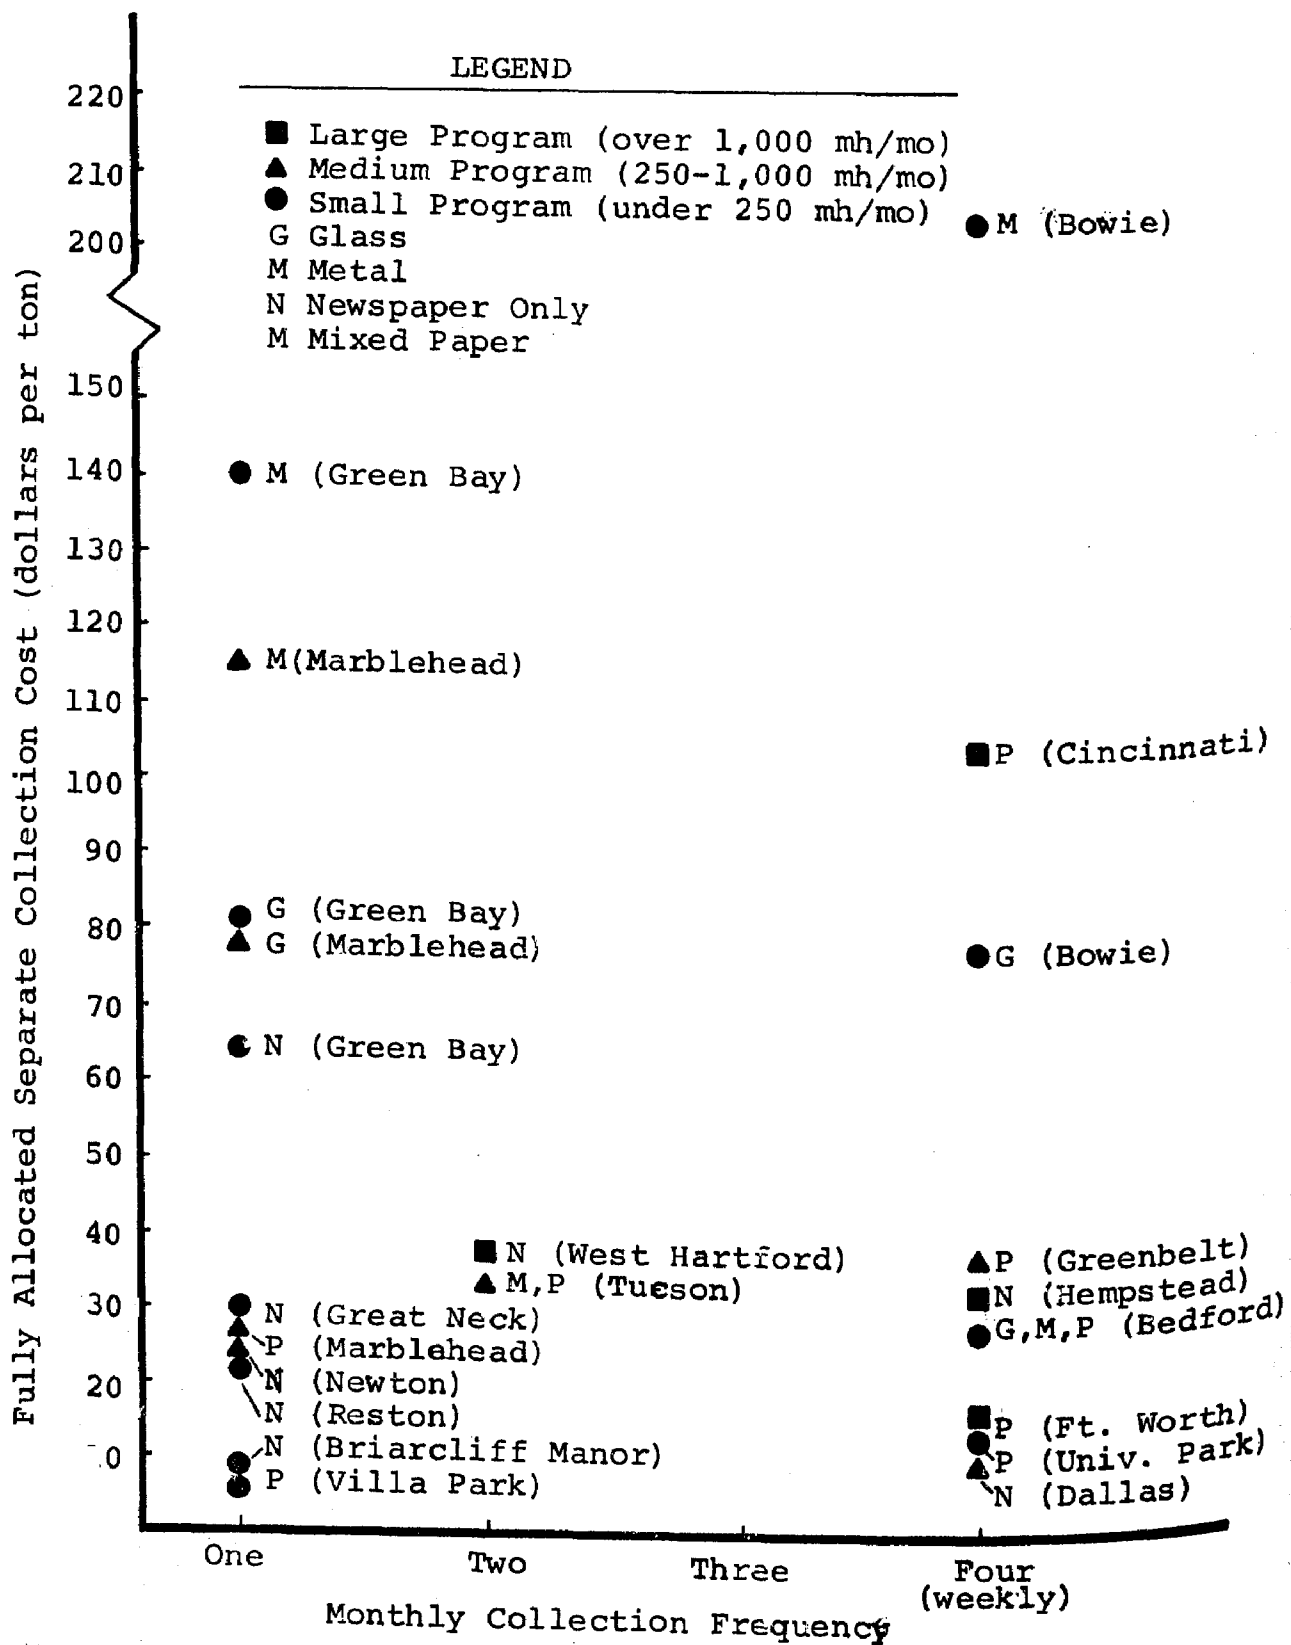 LEGEND
■ Large Program (over 1,000 mh/mo)
▲ Medium Program (250-1,000 mh/mo)
● Small Program (under 250 mh/mo)
G Glass
M Metal
N Newspaper Only
M Mixed Paper
Fully Allocated Separate Collection Cost (dollars per ton)
220
210
200
150
140
130
120
110
100
90
80
70
60
50
40
30
20
.0
M (Bowie)
M (Green Bay)
M(Marblehead)
P (Cincinnati)
G (Green Bay)
G (Marblehead)
G (Bowie)
N (Green Bay)
N (West Hartford)
M,P (Tucson)
P (Greenbelt)
N (Hempstead)
G,M,P (Bedford)
N (Great Neck)
P (Marblehead)
N (Newton)
N (Reston)
N (Briarcliff Manor)
P (Villa Park)
P (Ft. Worth)
P (Univ. Park)
N (Dallas)
One
Two
Three
Four
(weekly)
Monthly Collection Frequency